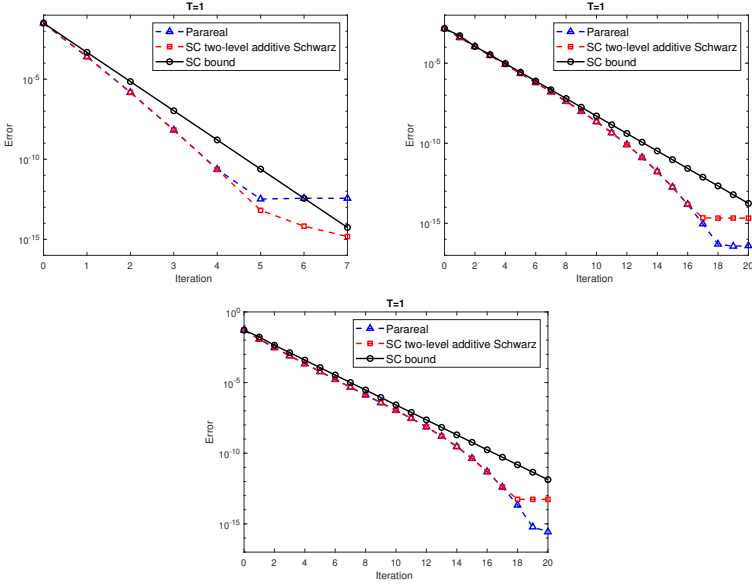 T=1
Parareal
SC two-level additive Schwarz
SC bound
Error
10^-5
10^-10
10^-15
0 1 2 3 4 5 6 7
Iteration
T=1
Parareal
SC two-level additive Schwarz
SC bound
Error
10^-5
10^-10
10^-15
0 2 4 6 8 10 12 14 16 18 20
Iteration
T=1
Parareal
SC two-level additive Schwarz
SC bound
Error
10^0
10^-5
10^-10
10^-15
0 2 4 6 8 10 12 14 16 18 20
Iteration